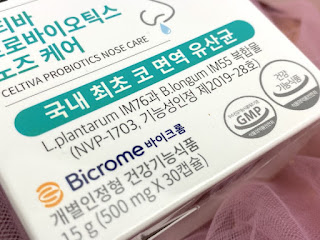 티바
프로바이오틱스
노즈 케어
CELTIVA PROBIOTICS NOSE CARE
국내 최초 코 면역 유산균
L.plantarum IM76과 B.longum IM55 복합물
(NVP-1703, 기능성인정 제2019-28호)
건강
기능식품
GMP
Bicrome 바이크롬
개별인정형 건강기능식품
15 g (500 mg X 30캡슐)